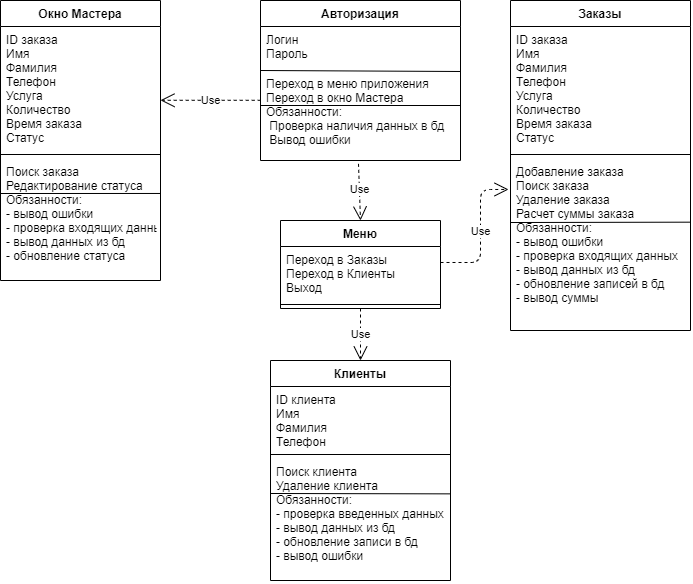 Окно Мастера
ID заказа
Имя
Фамилия
Телефон
Услуга
Количество
Время заказа
Статус
Поиск заказа
Редактирование статуса
Обязанности:
- вывод ошибки
- проверка входящих данны
- вывод данных из бд
- обновление статуса
Use
Авторизация
Логин
Пароль
Переход в меню приложения
Переход в окно Мастера
Обязанности:
Проверка наличия данных в бд
Вывод ошибки
Use
Меню
Переход в Заказы
Переход в Клиенты
Выход
Use
Use
Заказы
ID заказа
Имя
Фамилия
Телефон
Услуга
Количество
Время заказа
Статус
Добавление заказа
Поиск заказа
Удаление заказа
Расчет суммы заказа
Обязанности:
- вывод ошибки
- проверка входящих данных
- вывод данных из бд
- обновление записей в бд
- вывод суммы
Клиенты
ID клиента
Имя
Фамилия
Телефон
Поиск клиента
Удаление клиента
Обязанности:
- проверка введенных данных
- вывод данных из бд
- обновление записи в бд
- вывод ошибки